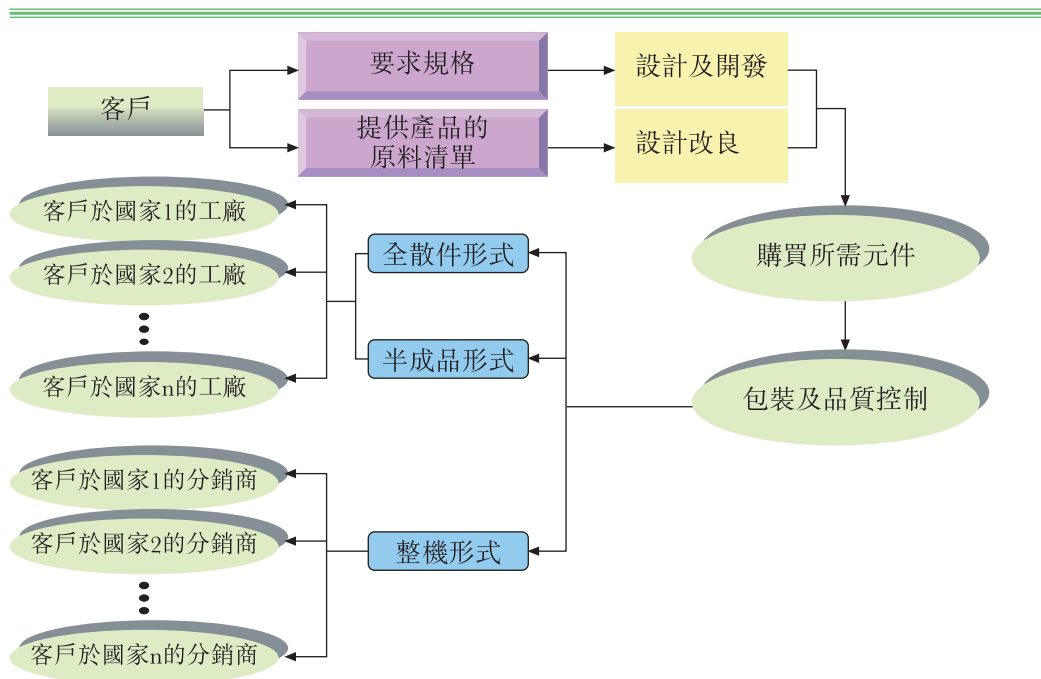 客戶
要求規格
設計及開發
提供產品的
原料清單
設計改良
購買所需元件
包裝及品質控制
全散件形式
半成品形式
整機形式
客戶於國家1的工廠
客戶於國家2的工廠
客戶於國家n的工廠
客戶於國家1的分銷商
客戶於國家2的分銷商
客戶於國家n的分銷商